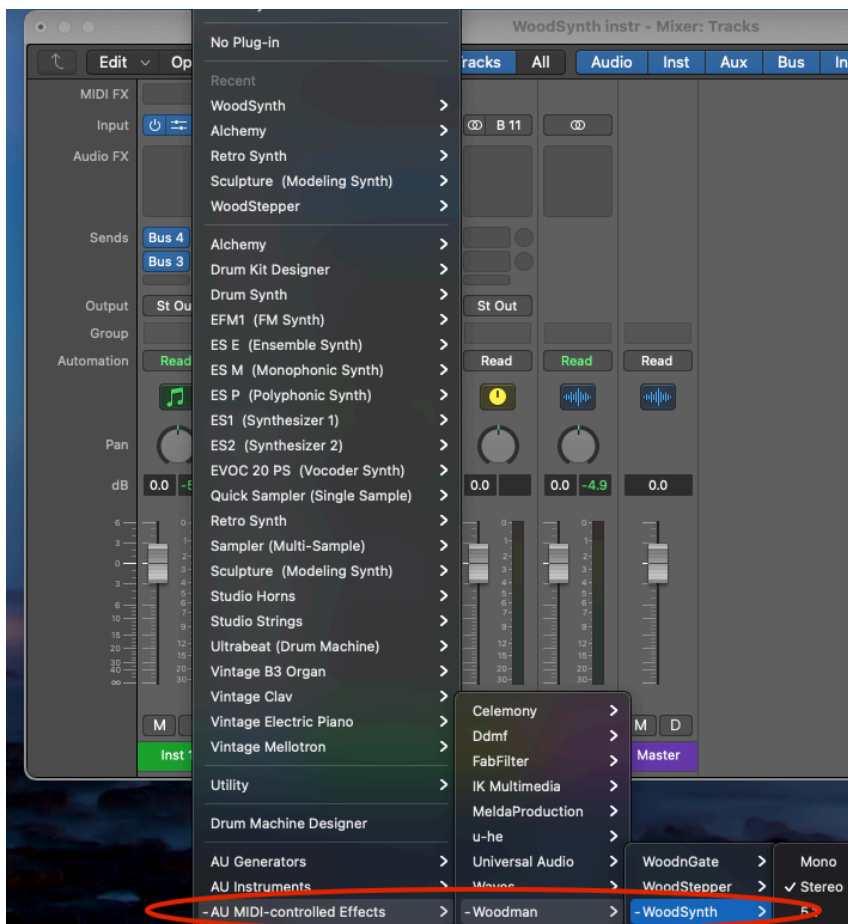 WoodSynth instr - Mixer: Tracks
Edit
Tracks All Audio Inst Aux Bus
No Plug-in
Recent
WoodSynth
Alchemy
Retro Synth
Sculpture (Modeling Synth)
WoodStepper
Alchemy
Drum Kit Designer
Drum Synth
EFM1 (FM Synth)
ES E (Ensemble Synth)
ES M (Monophonic Synth)
ES P (Polyphonic Synth)
ES1 (Synthesizer 1)
ES2 (Synthesizer 2)
EVOC 20 PS (Vocoder Synth)
Quick Sampler (Single Sample)
Retro Synth
Sampler (Multi-Sample)
Sculpture (Modeling Synth)
Studio Horns
Studio Strings
Ultrabeat (Drum Machine)
Vintage B3 Organ
Vintage Clav
Vintage Electric Piano
Vintage Mellotron
Utility
Drum Machine Designer
AU Generators
AU Instruments
- AU MIDI-controlled Effects
Celemony
Ddmf
FabFilter
IK Multimedia
MeldaProduction
u-he
Universal Audio
Waves
- Woodman
WoodnGate
WoodStepper
- WoodSynth
Mono
✓ Stereo
MIDI FX
Input B 11
Audio FX
Sends Bus 4
Bus 3
Output St Out
Group
Automation Read Read Read Read
Pan
dB 0.0 0.0 0.0 -4.9 0.0
M M D
Inst Master